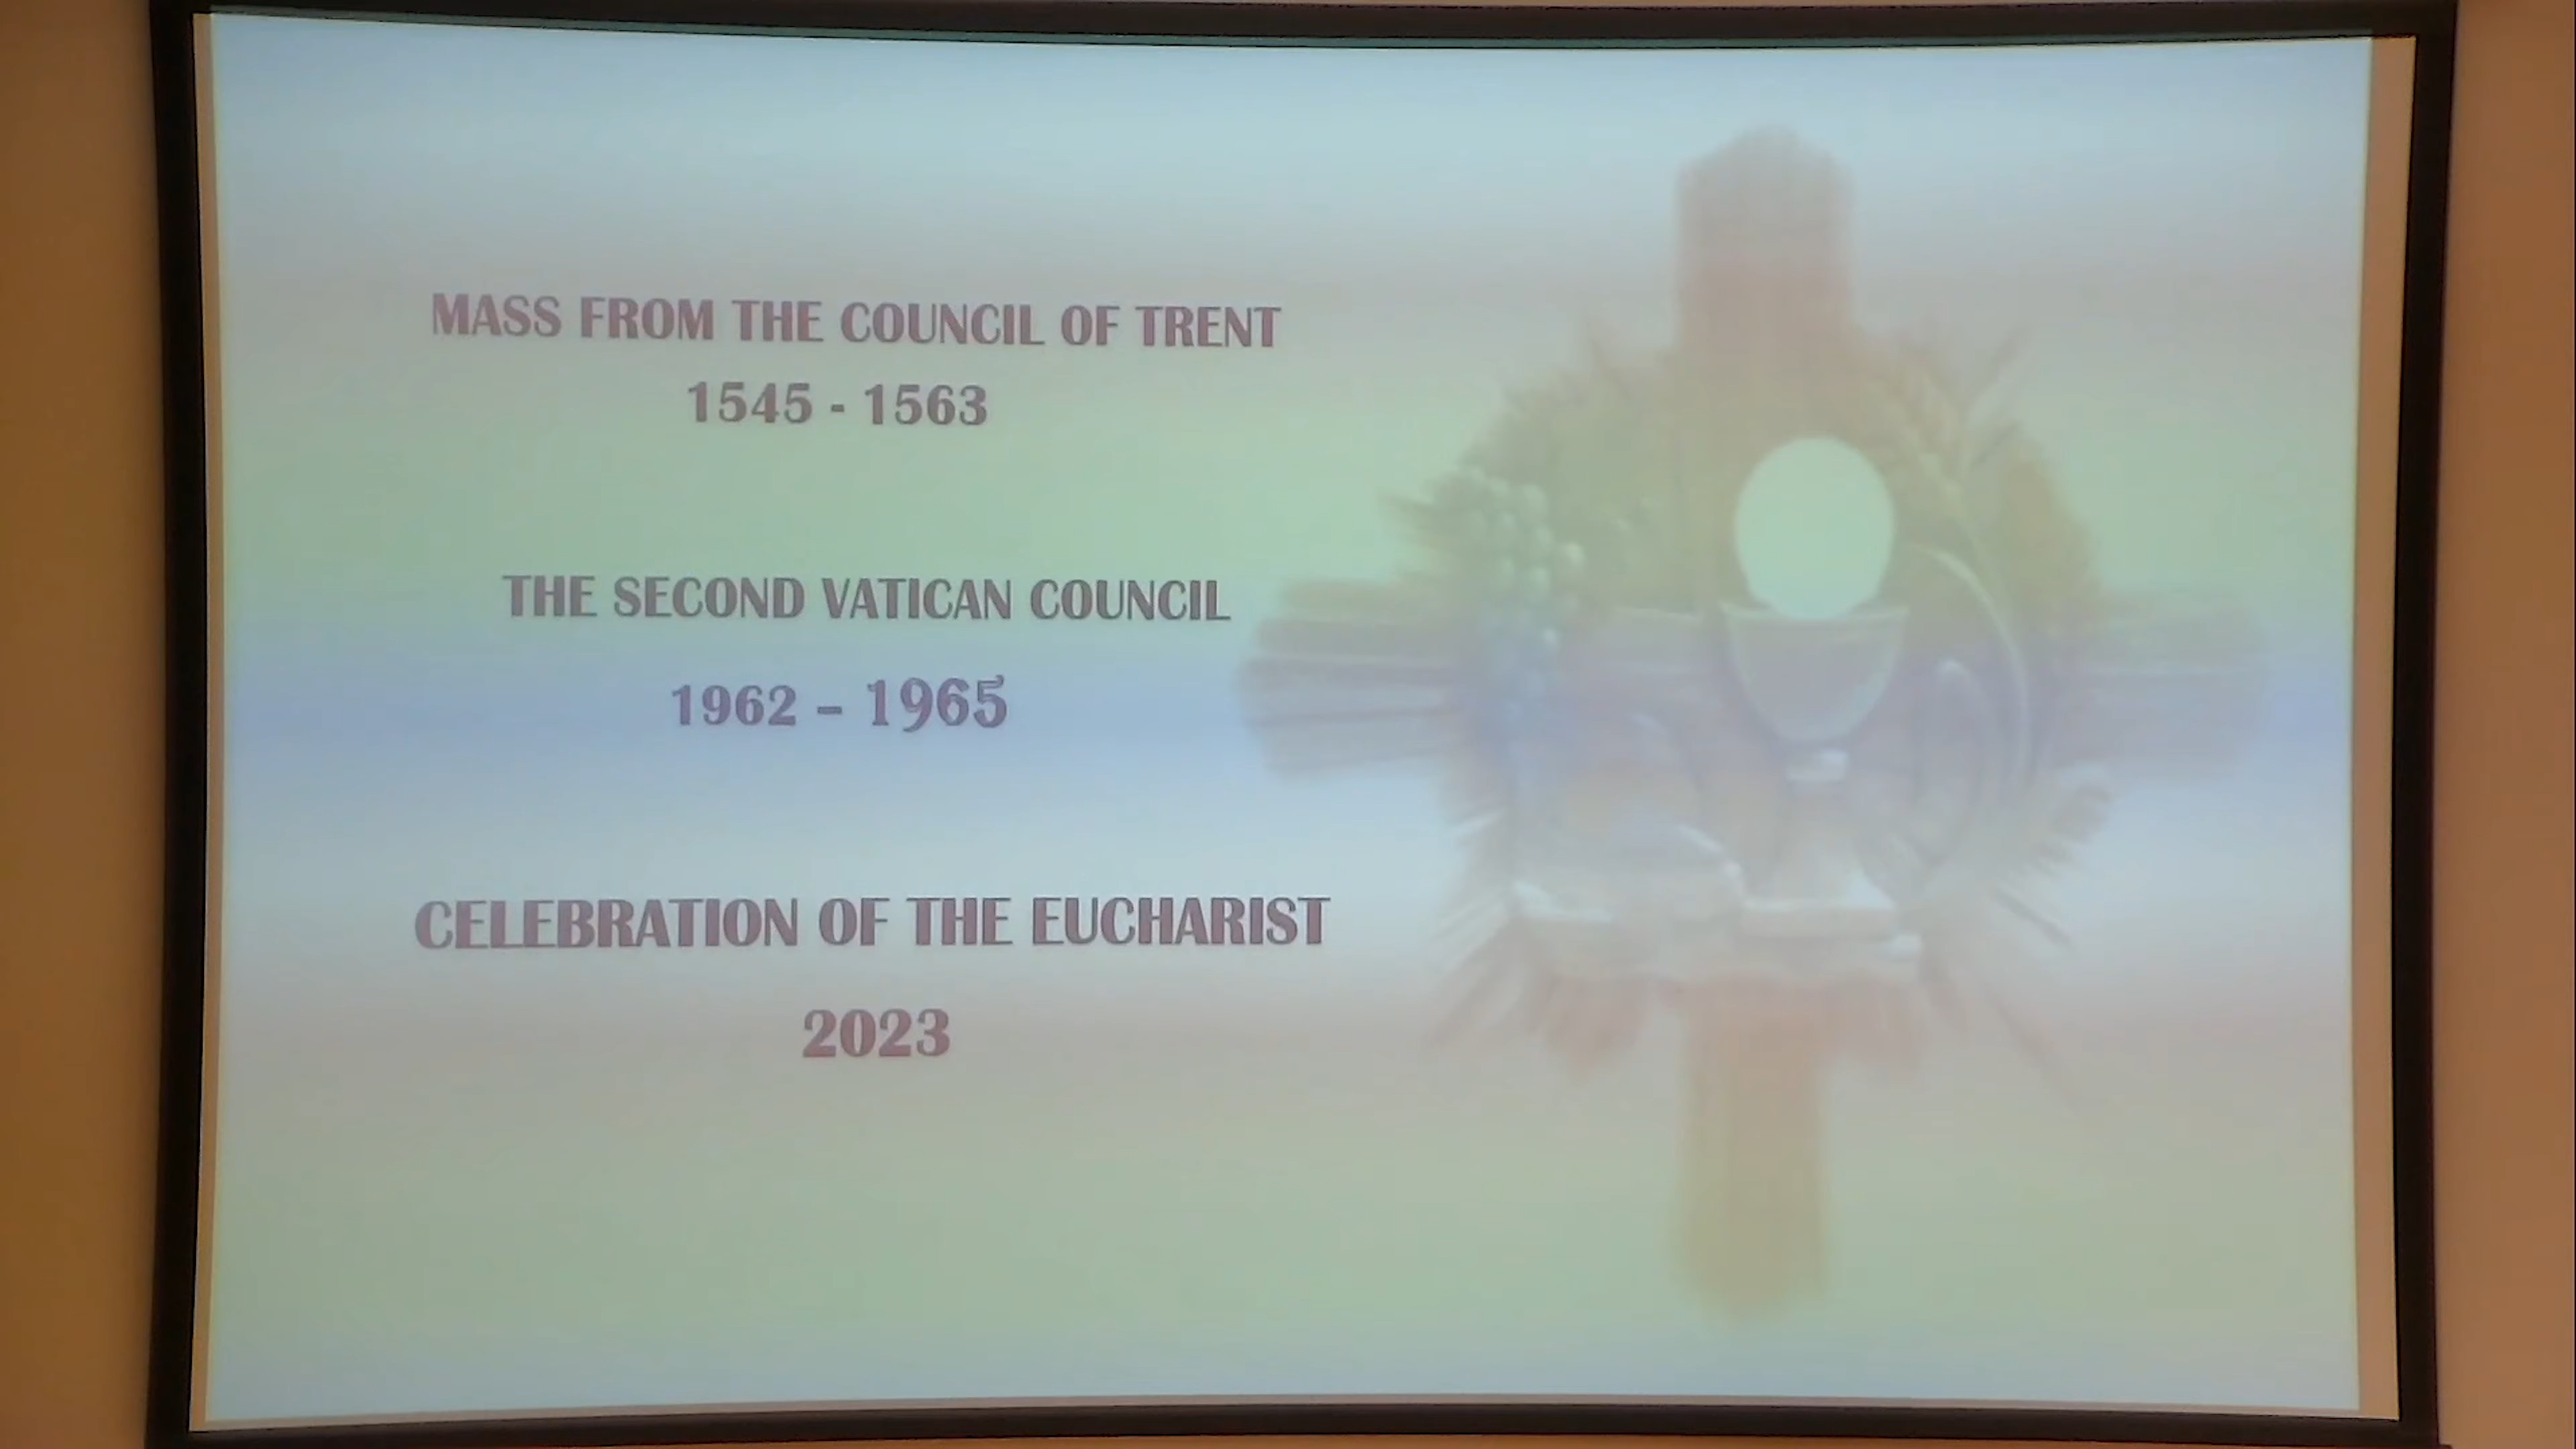 MASS FROM THE COUNCIL OF TRENT
1545 - 1563
THE SECOND VATICAN COUNCIL
1962 – 1965
CELEBRATION OF THE EUCHARIST
2023